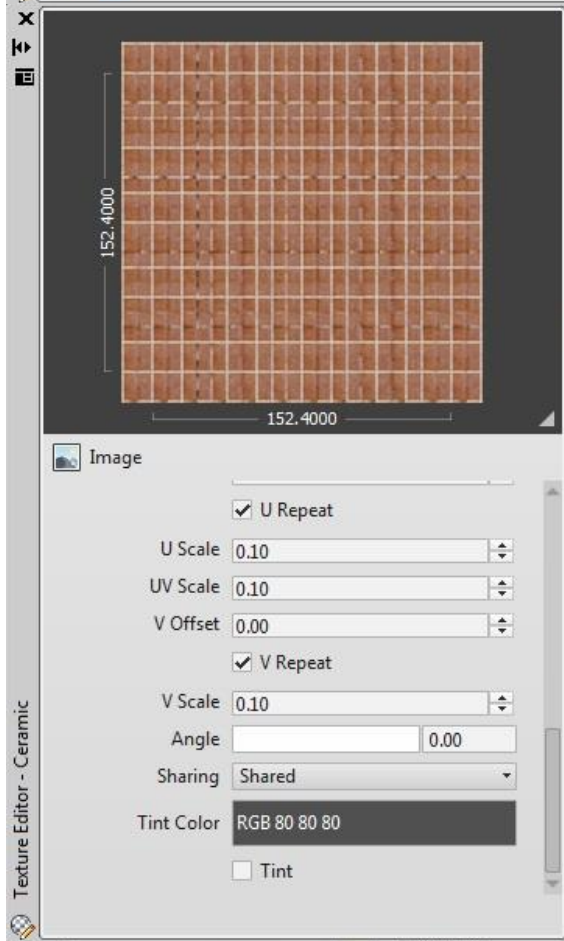 152.4000
152.4000
Image
U Repeat
U Scale 0.10
UV Scale 0.10
V Offset 0.00
V Repeat
V Scale 0.10
Angle 0.00
Sharing Shared
Tint Color RGB 80 80 80
Tint
Texture Editor - Ceramic